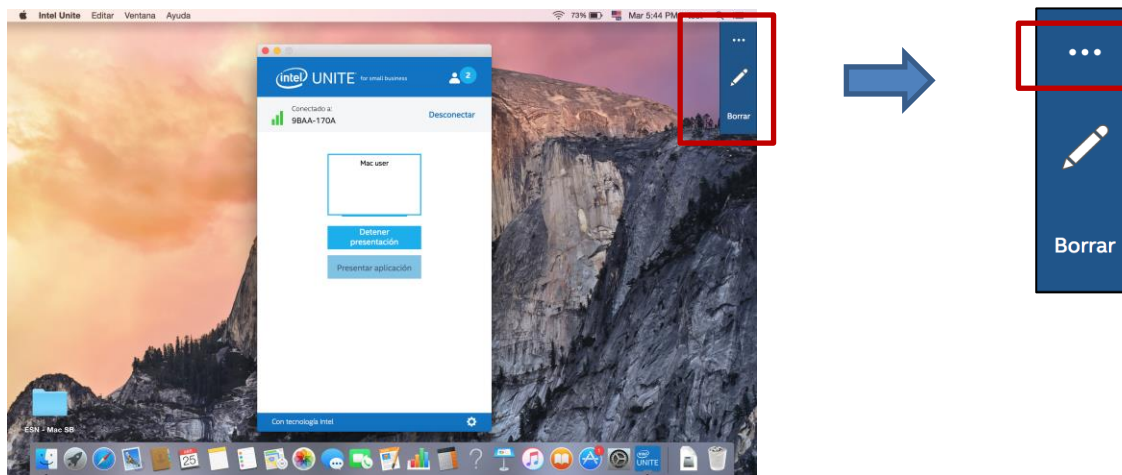 Intel Unite Editar Ventana Ayuda 73% Mar 5:44 PM
intel UNITE for small business 2
Conectado a:
9BAA-170A
Desconectar
Mac user
Detener
presentación
Presentar aplicación
Con tecnología Intel
...
Borrar
ESN - Mac SB
25
?
UNITE
...
Borrar